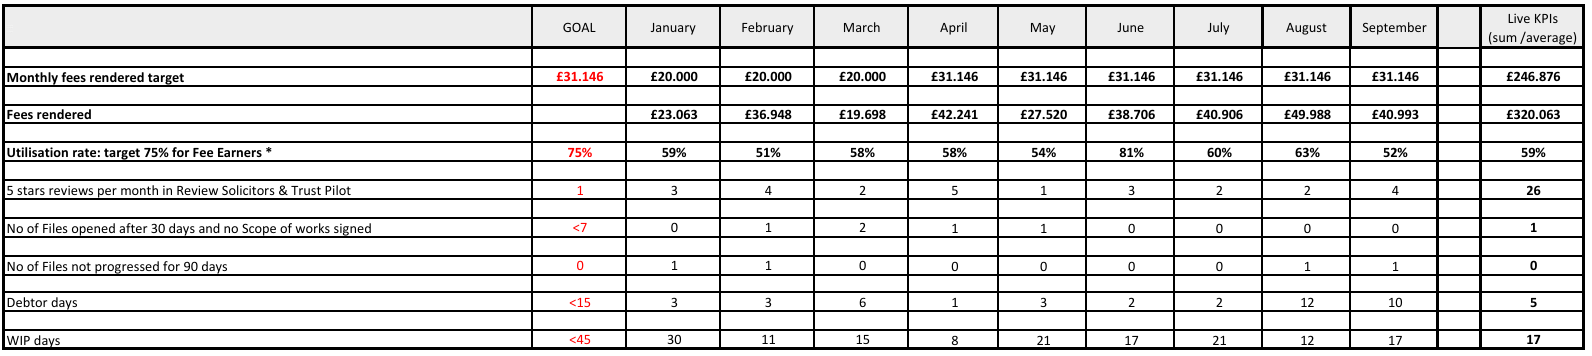 GOAL January February March April May June July August September Live KPIs
(sum /average)
Monthly fees rendered target £31.146 £20.000 £20.000 £20.000 £31.146 £31.146 £31.146 £31.146 £31.146 £31.146 £246.876
Fees rendered £23.063 £36.948 £19.698 £42.241 £27.520 £38.706 £40.906 £49.988 £40.993 £320.063
Utilisation rate: target 75% for Fee Earners * 75% 59% 51% 58% 58% 54% 81% 60% 63% 52% 59%
5 stars reviews per month in Review Solicitors & Trust Pilot 1 3 4 2 5 1 3 2 2 4 26
No of Files opened after 30 days and no Scope of works signed <7 0 1 2 1 1 0 0 0 0 1
No of Files not progressed for 90 days 0 1 1 0 0 0 0 0 1 1 0
Debtor days <15 3 3 6 1 3 2 2 12 10 5
WIP days <45 30 11 15 8 21 17 21 12 17 17